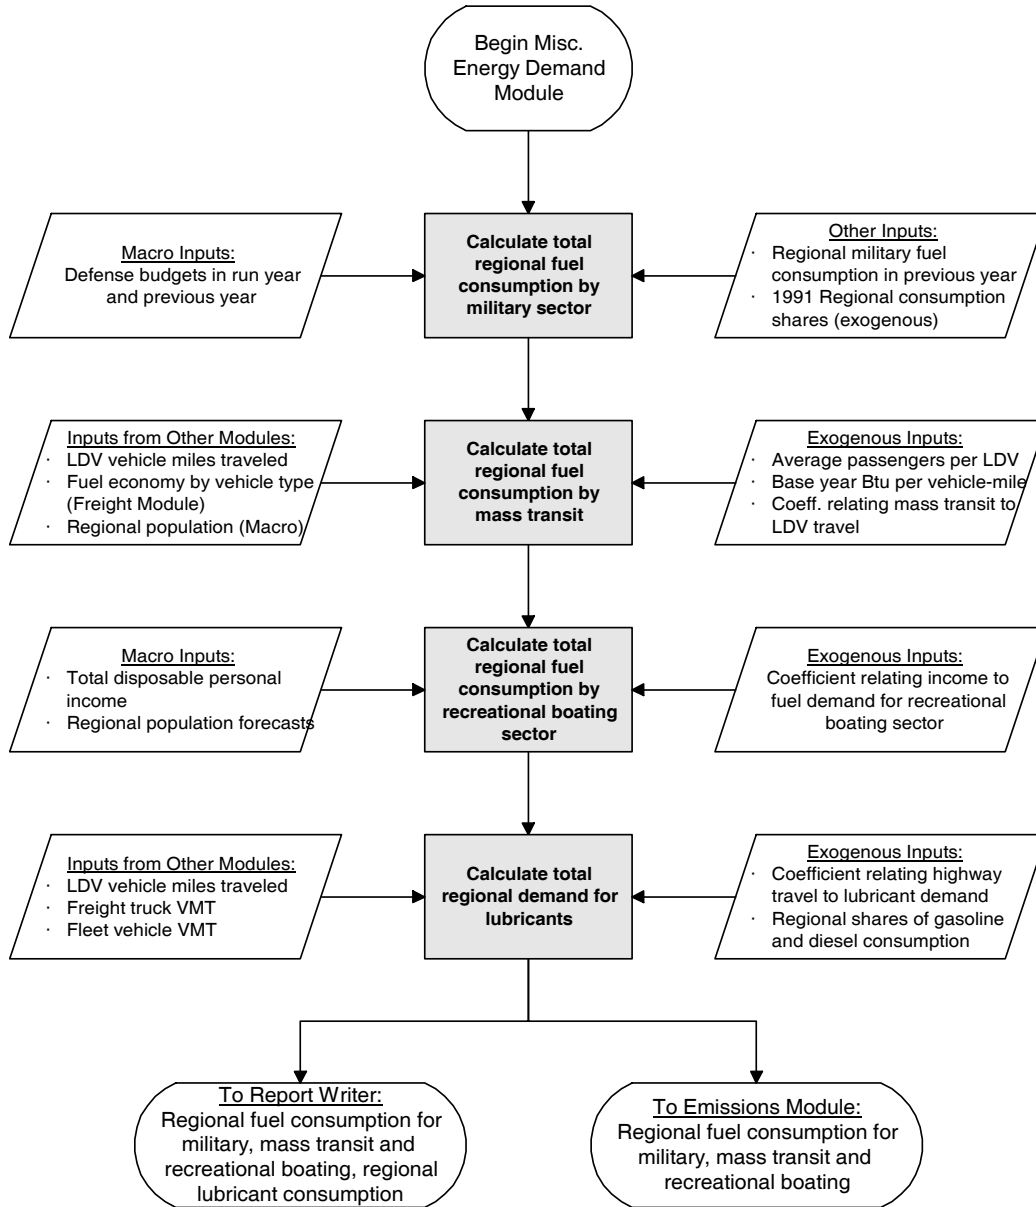 Begin Misc.
Energy Demand
Module
Macro Inputs:
Defense budgets in run year
and previous year
Calculate total
regional fuel
consumption by
military sector
Other Inputs:
· Regional military fuel
consumption in previous year
· 1991 Regional consumption
shares (exogenous)
Inputs from Other Modules:
· LDV vehicle miles traveled
· Fuel economy by vehicle type
(Freight Module)
· Regional population (Macro)
Calculate total
regional fuel
consumption by
mass transit
Exogenous Inputs:
· Average passengers per LDV
· Base year Btu per vehicle-mile
· Coeff. relating mass transit to
LDV travel
Macro Inputs:
· Total disposable personal
income
· Regional population forecasts
Calculate total
regional fuel
consumption by
recreational boating
sector
Exogenous Inputs:
Coefficient relating income to
fuel demand for recreational
boating sector
Inputs from Other Modules:
· LDV vehicle miles traveled
· Freight truck VMT
· Fleet vehicle VMT
Calculate total
regional demand for
lubricants
Exogenous Inputs:
· Coefficient relating highway
travel to lubricant demand
· Regional shares of gasoline
and diesel consumption
To Report Writer:
Regional fuel consumption for
military, mass transit and
recreational boating, regional
lubricant consumption
To Emissions Module:
Regional fuel consumption for
military, mass transit and
recreational boating